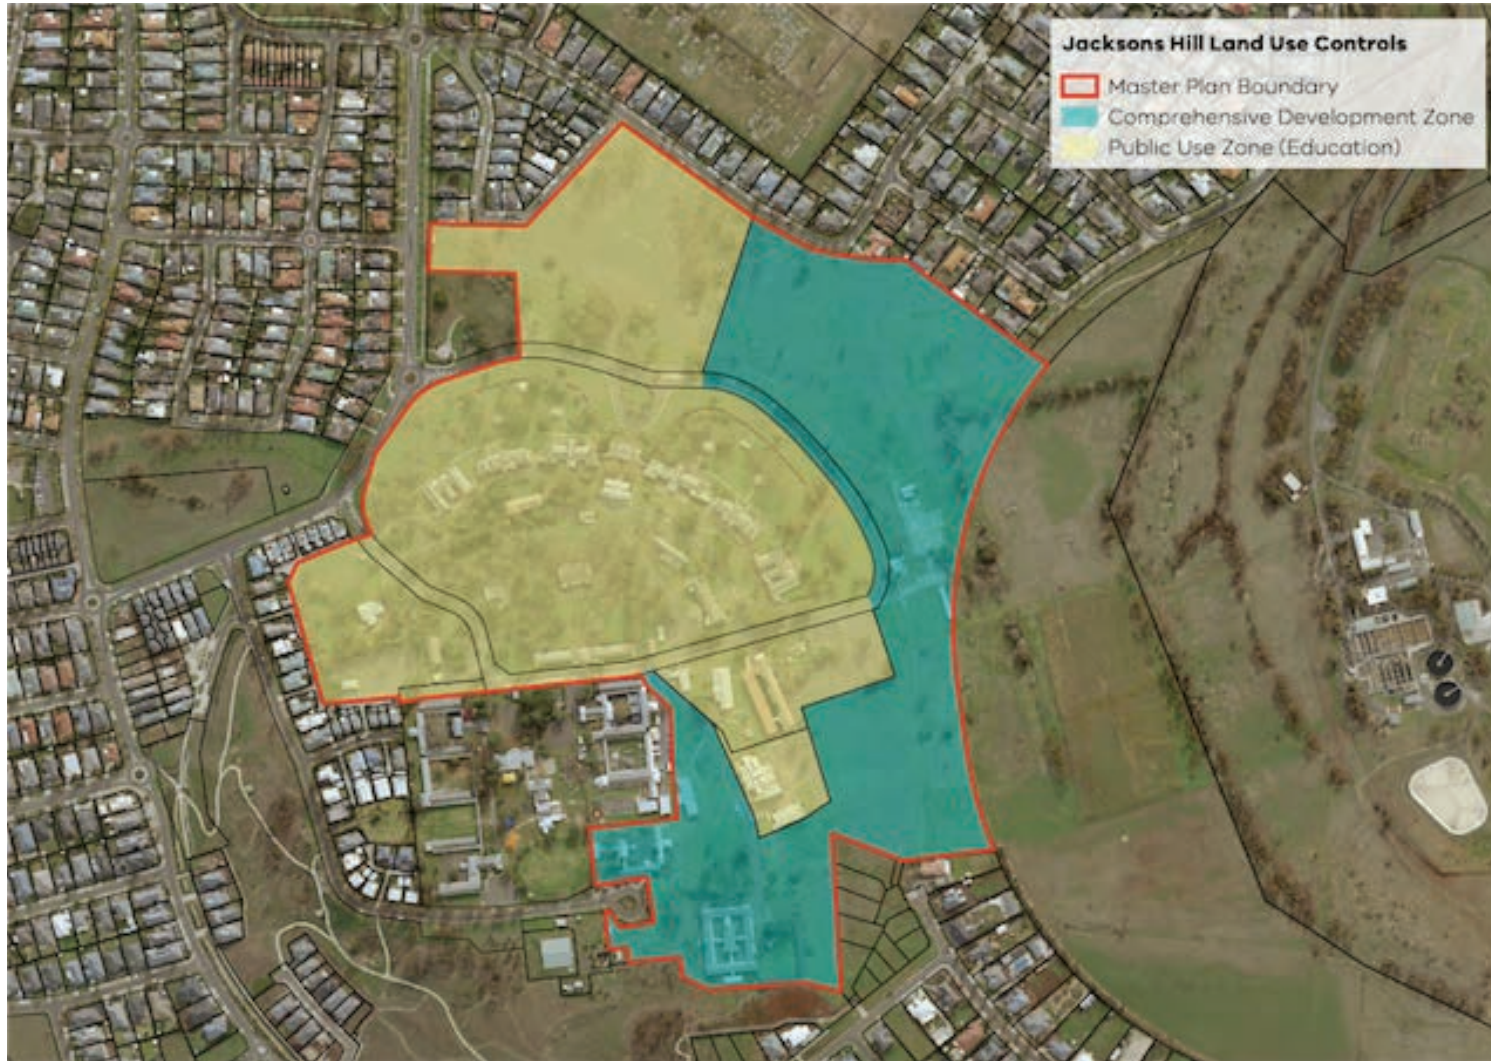 Jacksons Hill Land Use Controls
Master Plan Boundary
Comprehensive Development Zone
Public Use Zone (Education)